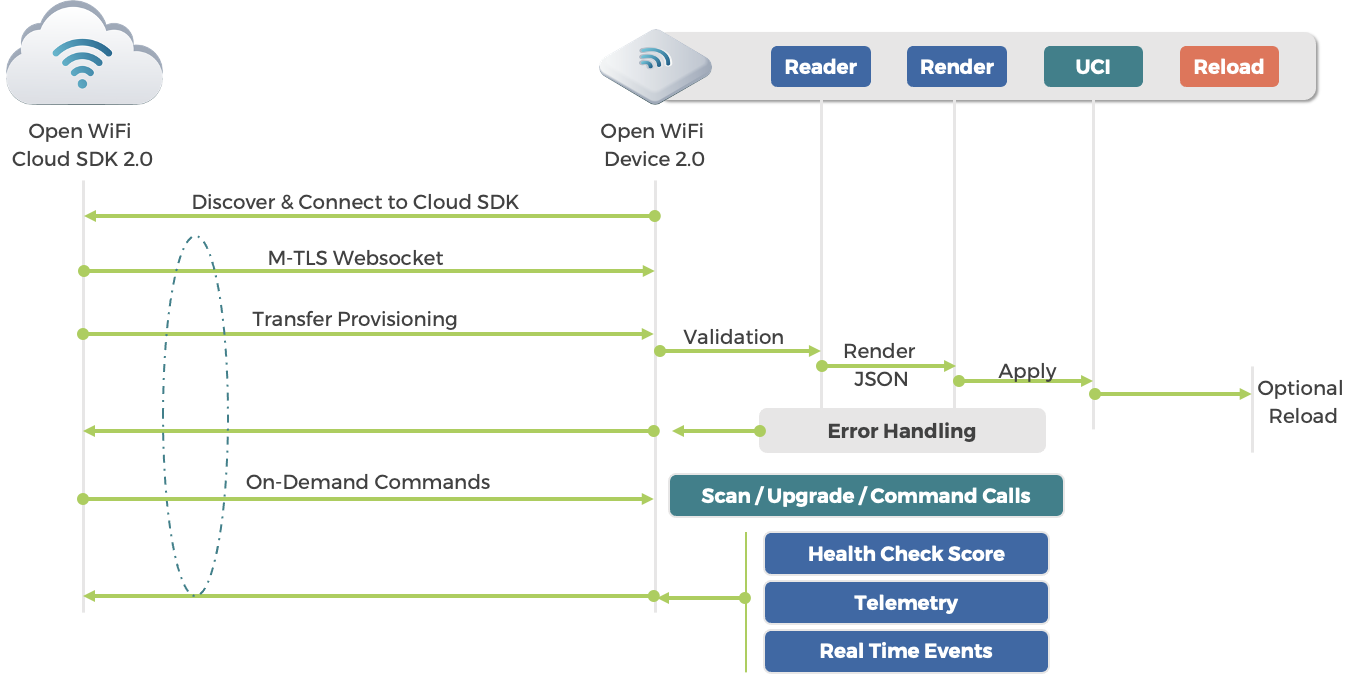 Reader
Render
UCI
Reload
Open WiFi
Cloud SDK 2.0
Open WiFi
Device 2.0
Discover & Connect to Cloud SDK
M-TLS Websocket
Transfer Provisioning
Validation
Render
JSON
Apply
Optional
Reload
Error Handling
On-Demand Commands
Scan / Upgrade / Command Calls
Health Check Score
Telemetry
Real Time Events